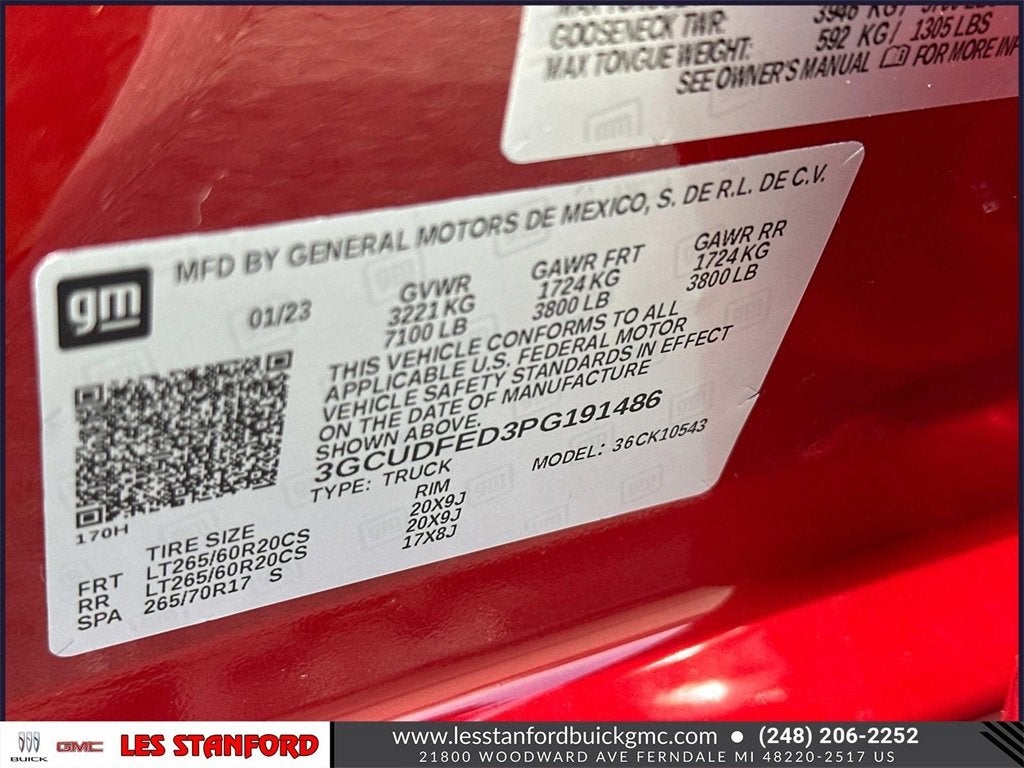 GOOSENECK TWR:
592 KG/ 1305 LBS
MAX TONGUE WEIGHT:
SEE OWNER'S MANUAL FOR MORE
MFD BY GENERAL MOTORS DE MEXICO, S. DE R.L. DE C.V.
gm
01/23
GVWR
3221 KG
7100 LB
GAWR FRT
1724 KG
3800 LB
GAWR RR
1724 KG
3800 LB
THIS VEHICLE CONFORMS TO ALL
APPLICABLE U.S. FEDERAL MOTOR
VEHICLE SAFETY STANDARDS IN EFFECT
ON THE DATE OF MANUFACTURE
SHOWN ABOVE.
3GCUDFED3PG191486
TYPE: TRUCK
MODEL: 36CK10543
170H
TIRE SIZE RIM
FRT LT265/60R20CS 20X9J
RR LT265/60R20CS 20X9J
SPA 265/70R17 S 17X8J
BUICK
GMC
LES STANFORD
www.lesstanfordbuickgmc.com • (248) 206-2252
21800 WOODWARD AVE FERNDALE MI 48220-2517 US